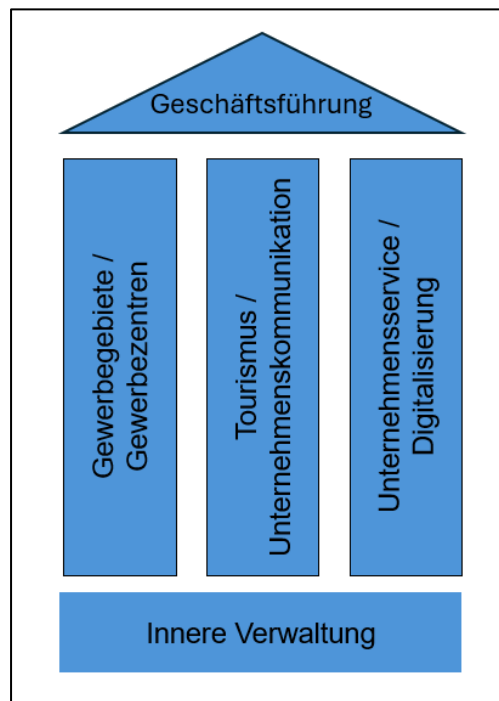 Geschäftsführung
Gewerbegebiete /
Gewerbezentren
Tourismus /
Unternehmenskommunikation
Unternehmensservice /
Digitalisierung
Innere Verwaltung